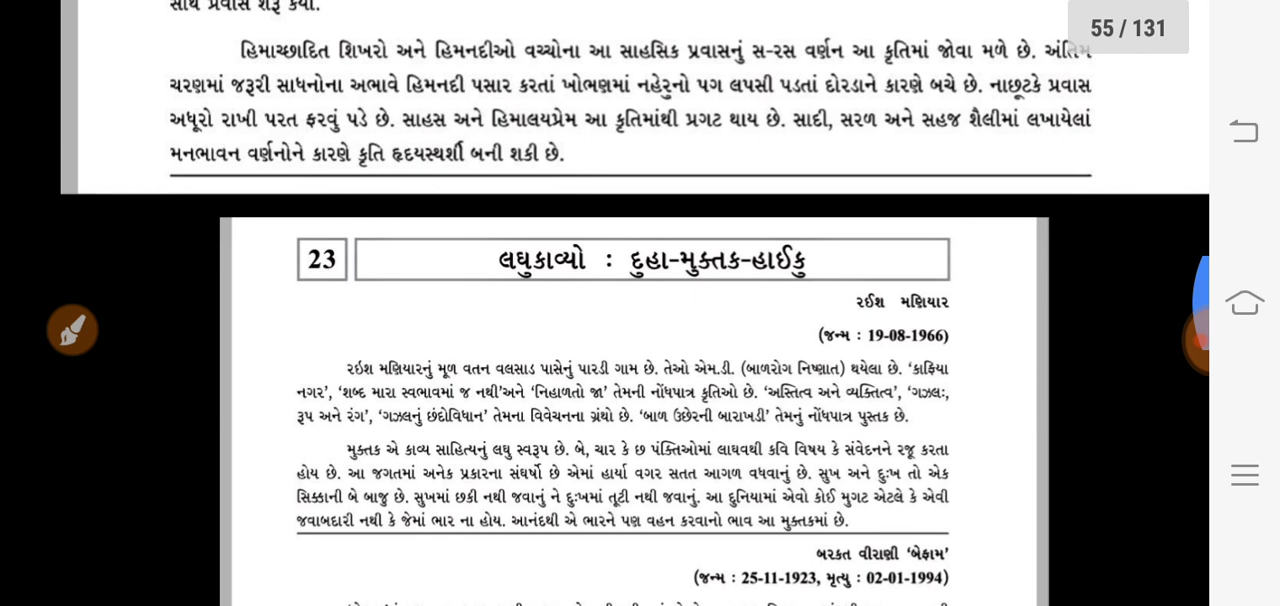 સાથે પ્રવાસ શરૂ કર્યો.
55 / 131
હિમાચ્છાદિત શિખરો અને હિમનદીઓ વચ્ચોના આ સાહસિક પ્રવાસનું સ-રસ વર્ણન આ કૃતિમાં જોવા મળે છે. અંતિમ
ચરણમાં જરૂરી સાધનોના અભાવે હિમનદી પસાર કરતાં ખોભણમાં નહેરુનો પગ લપસી પડતાં દોરડાને કારણે બચે છે. નાછૂટકે પ્રવાસ
અધૂરો રાખી પરત ફરવું પડે છે. સાહસ અને હિમાલયપ્રેમ આ કૃતિમાંથી પ્રગટ થાય છે. સાદી, સરળ અને સહજ શૈલીમાં લખાયેલાં
મનભાવન વર્ણનોને કારણે કૃતિ હૃદયસ્થર્શી બની શકી છે.
23
લઘુકાવ્યો : દુહા-મુક્તક-હાઈકુ
રઈશ મણિયાર
(જન્મ : 19-08-1966)
રઇશ મણિયારનું મૂળ વતન વલસાડ પાસેનું પારડી ગામ છે. તેઓ એમ.ડી. (બાળરોગ નિષ્ણાત) થયેલા છે. ‘કાફિયા
નગર’, ‘શબ્દ મારા સ્વભાવમાં જ નથી’અને ‘નિહાળતો જા’ તેમની નોંધપાત્ર કૃતિઓ છે. ‘અસ્તિત્વ અને વ્યક્તિત્વ’, ‘ગઝલ:,
રૂપ અને રંગ’, ‘ગઝલનું છંદોવિધાન’ તેમના વિવેચનના ગ્રંથો છે. ‘બાળ ઉછેરની બારાખડી’ તેમનું નોંધપાત્ર પુસ્તક છે.
મુક્તક એ કાવ્ય સાહિત્યનું લઘુ સ્વરૂપ છે. બે, ચાર કે છ પંક્તિઓમાં લાઘવથી કવિ વિષય કે સંવેદનને રજૂ કરતા
હોય છે. આ જગતમાં અનેક પ્રકારના સંઘર્ષો છે એમાં હાર્યા વગર સતત આગળ વધવાનું છે. સુખ અને દુઃખ તો એક
સિક્કાની બે બાજુ છે. સુખમાં છકી નથી જવાનું ને દુઃખમાં તૂટી નથી જવાનું. આ દુનિયામાં એવો કોઈ મુગટ એટલે કે એવી
જવાબદારી નથી કે જેમાં ભાર ના હોય. આનંદથી એ ભારને પણ વહન કરવાનો ભાવ આ મુક્તકમાં છે.
બરકત વીરાણી ‘બેફામ’
(જન્મ : 25-11-1923, મૃત્યુ : 02-01-1994)